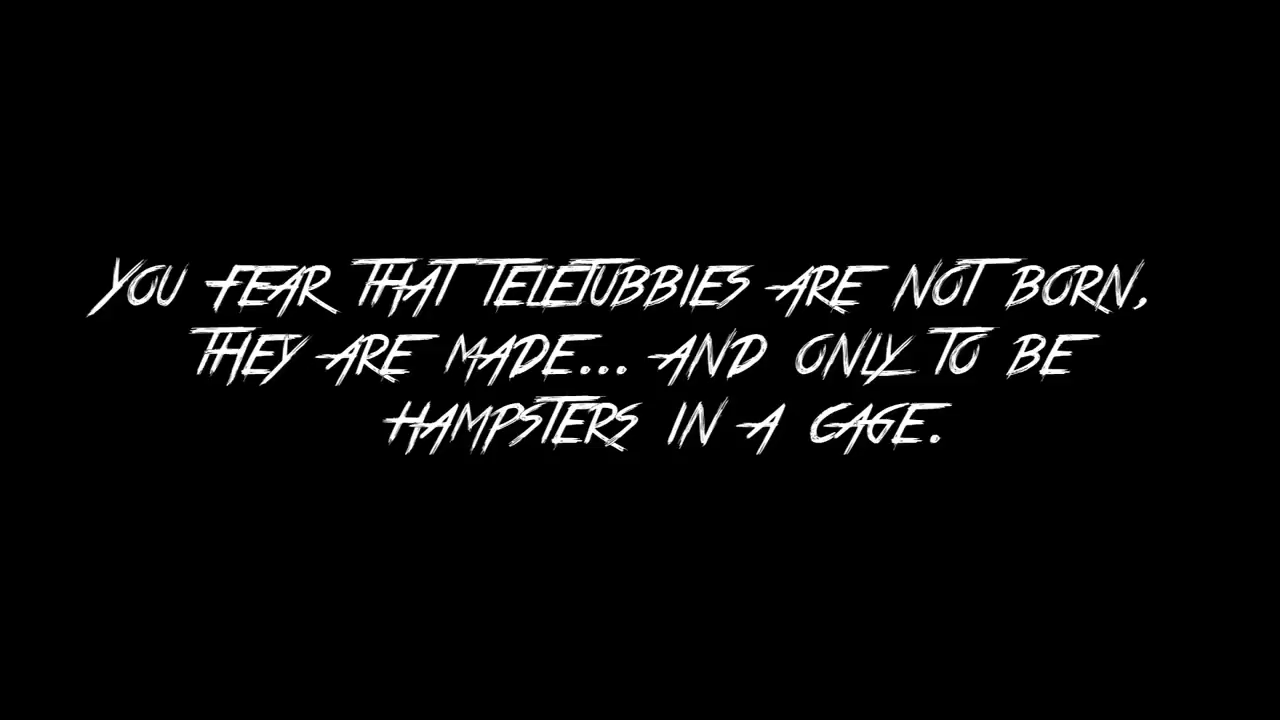 YOU FEAR THAT TELETUBBIES ARE NOT BORN,
THEY ARE MADE... AND ONLY TO BE
HAMPSTERS IN A CAGE.